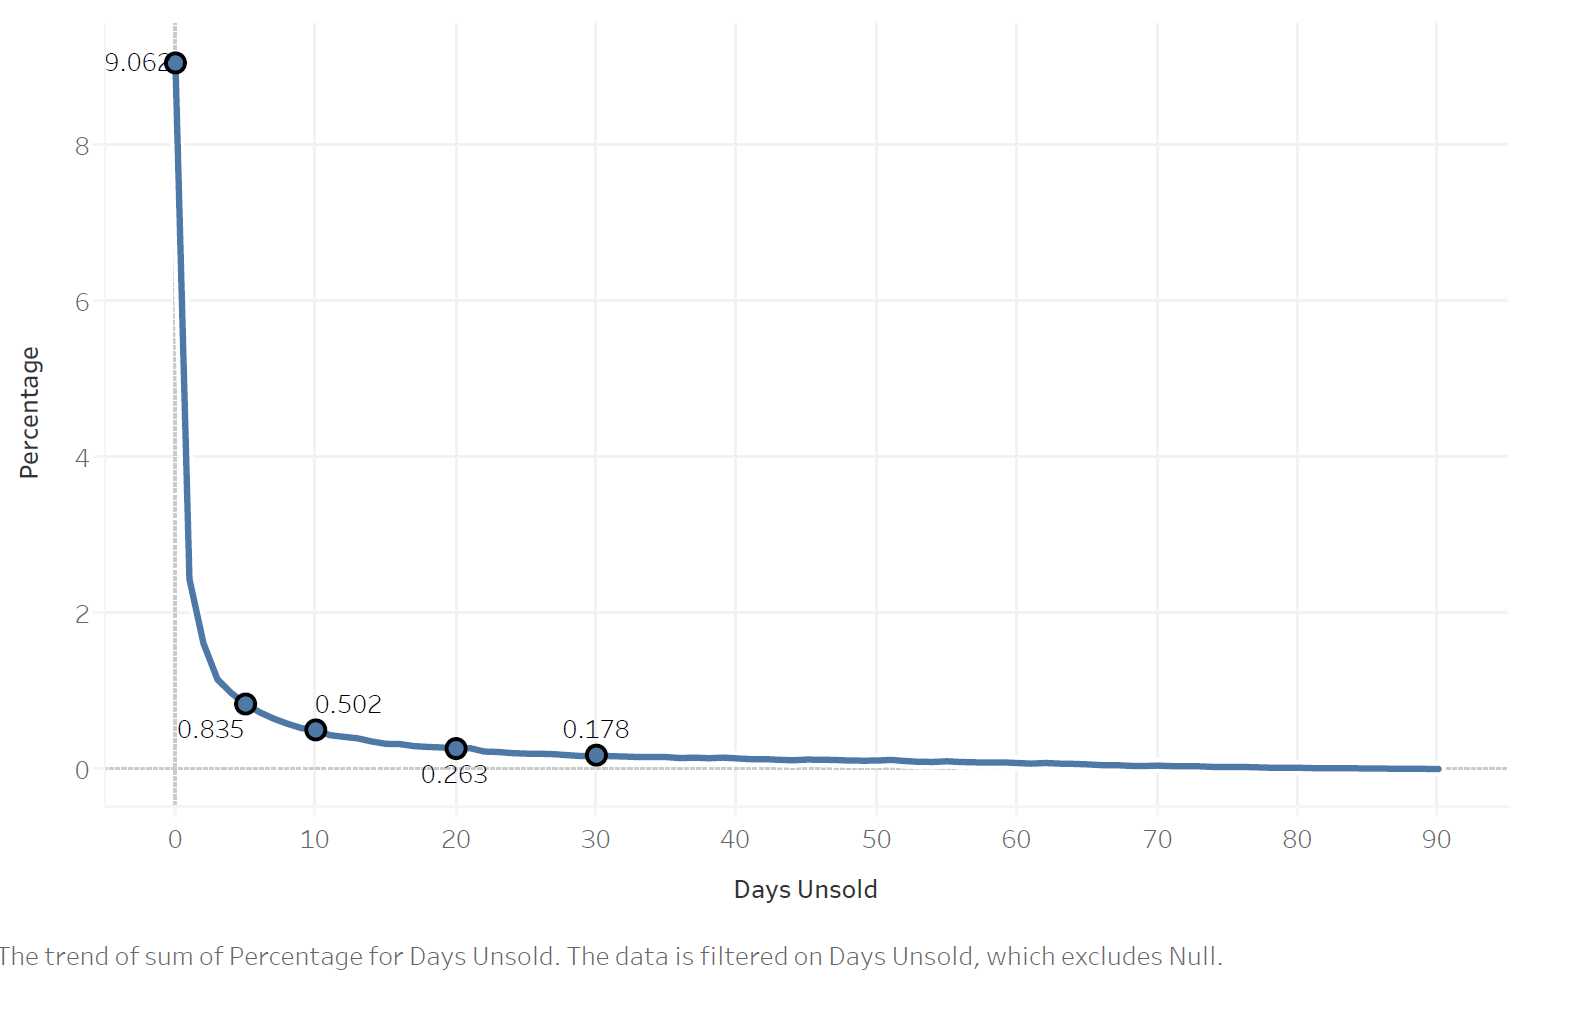 9.062
8
6
4
2
0
Percentage
0.835
0.502
0.263
0.178
0 10 20 30 40 50 60 70 80 90
Days Unsold
The trend of sum of Percentage for Days Unsold. The data is filtered on Days Unsold, which excludes Null.